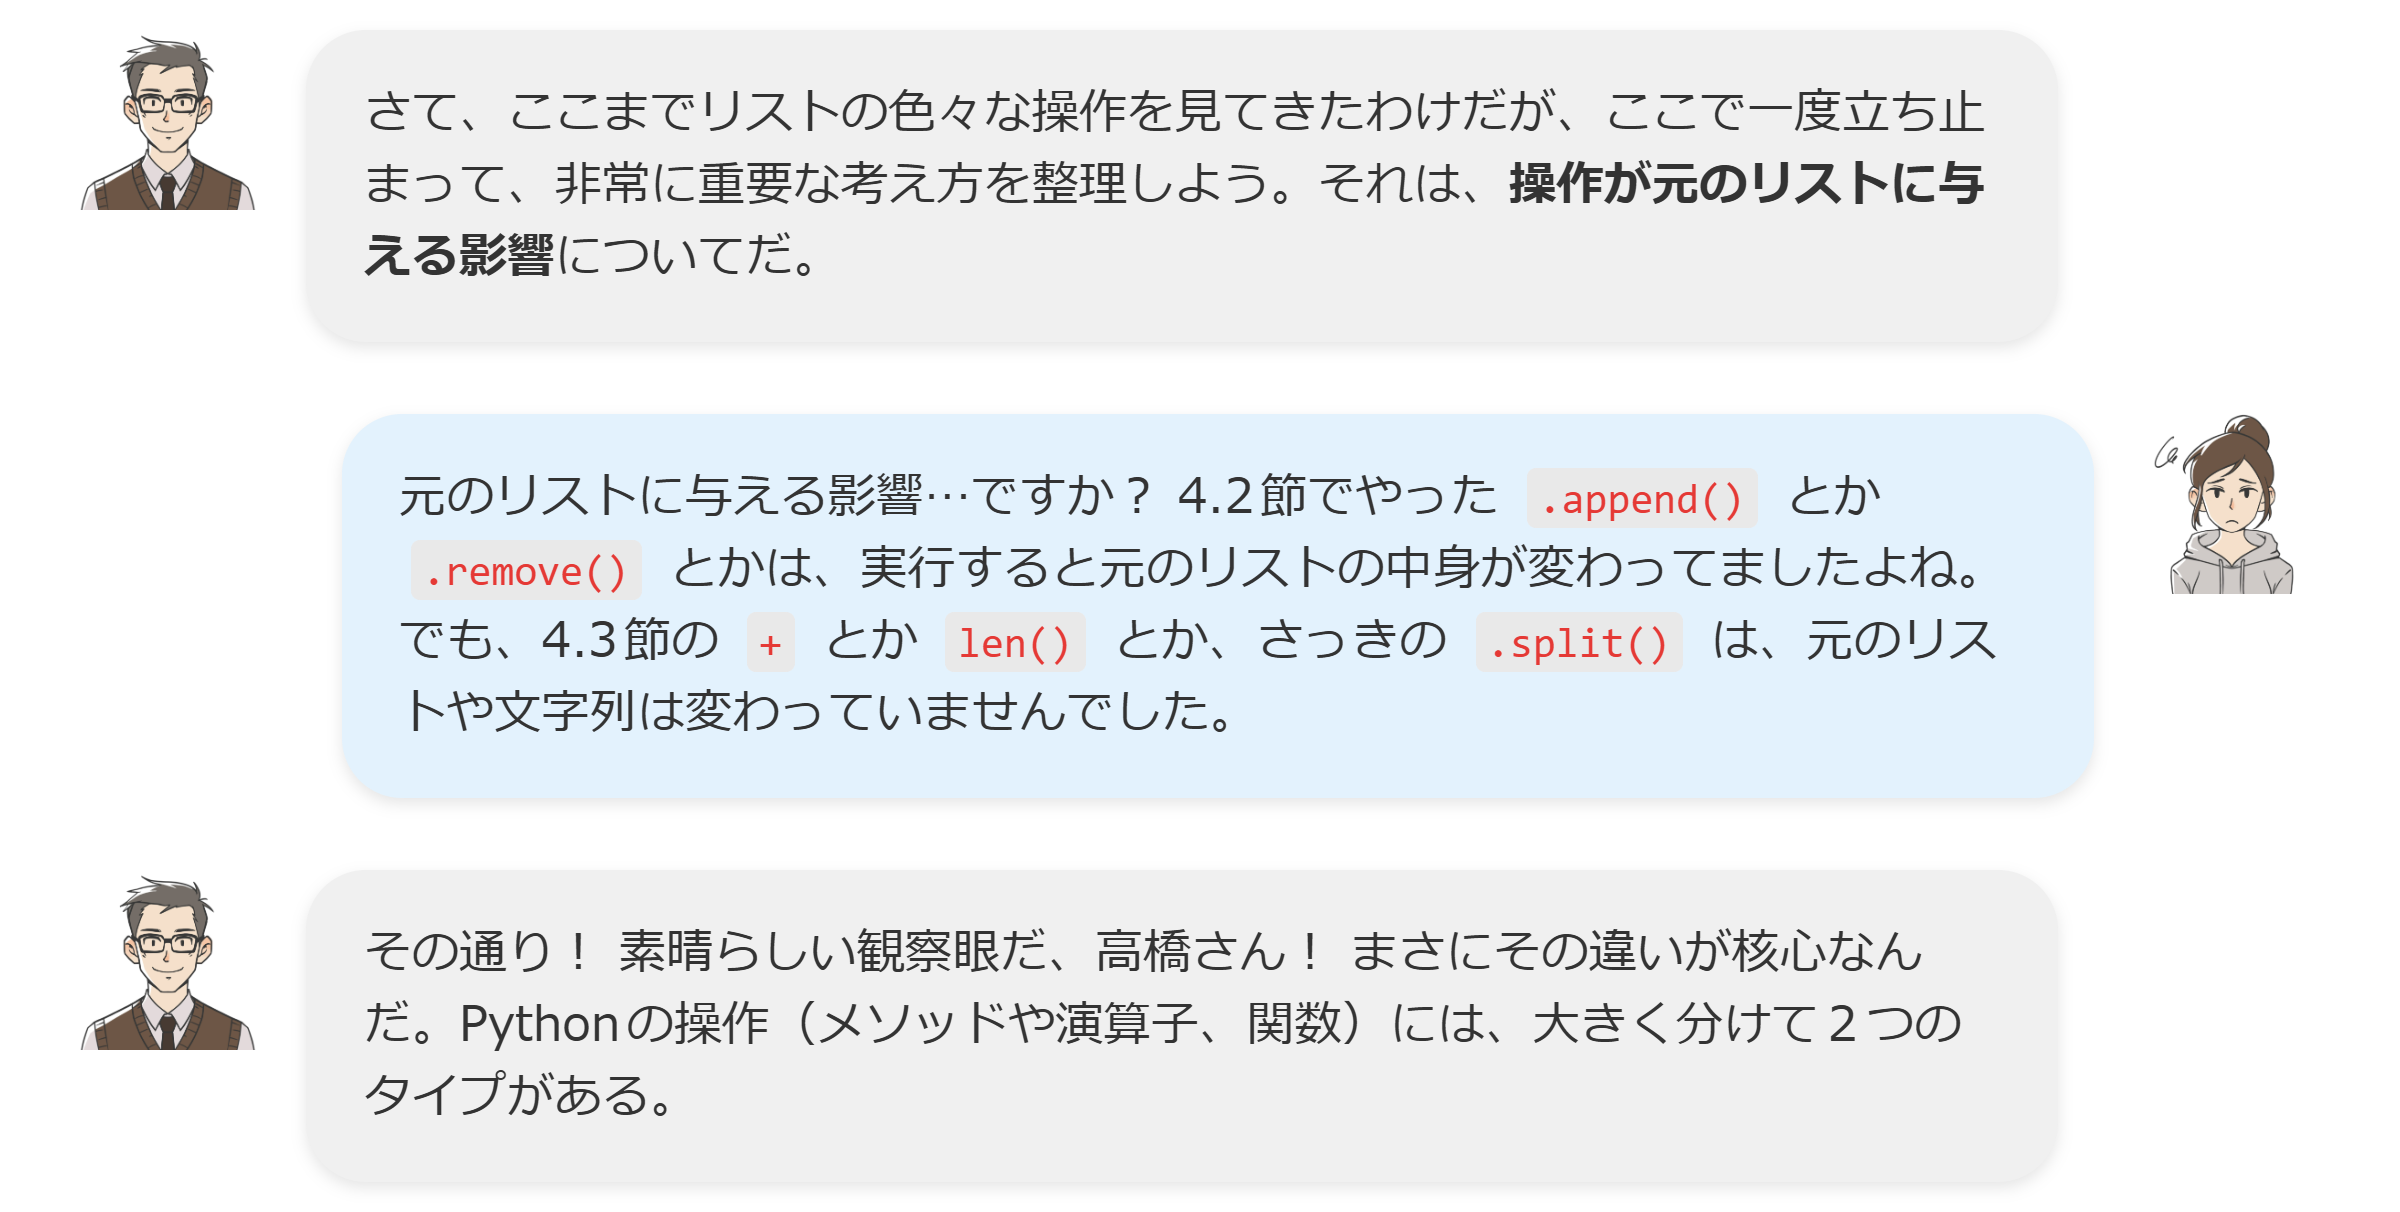 さて、ここまでリストの色々な操作を見てきたわけだが、ここで一度立ち止
まって、非常に重要な考え方を整理しよう。それは、操作が元のリストに与
える影響についてだ。
元のリストに与える影響…ですか？ 4.2節でやった .append() とか
.remove() とかは、実行すると元のリストの中身が変わってましたよね。
でも、4.3節の + とか len() とか、さっきの .split() は、元のリス
トや文字列は変わっていませんでした。
その通り！ 素晴らしい観察眼だ、高橋さん！ まさにその違いが核心なん
だ。Pythonの操作（メソッドや演算子、関数）には、大きく分けて2つの
タイプがある。